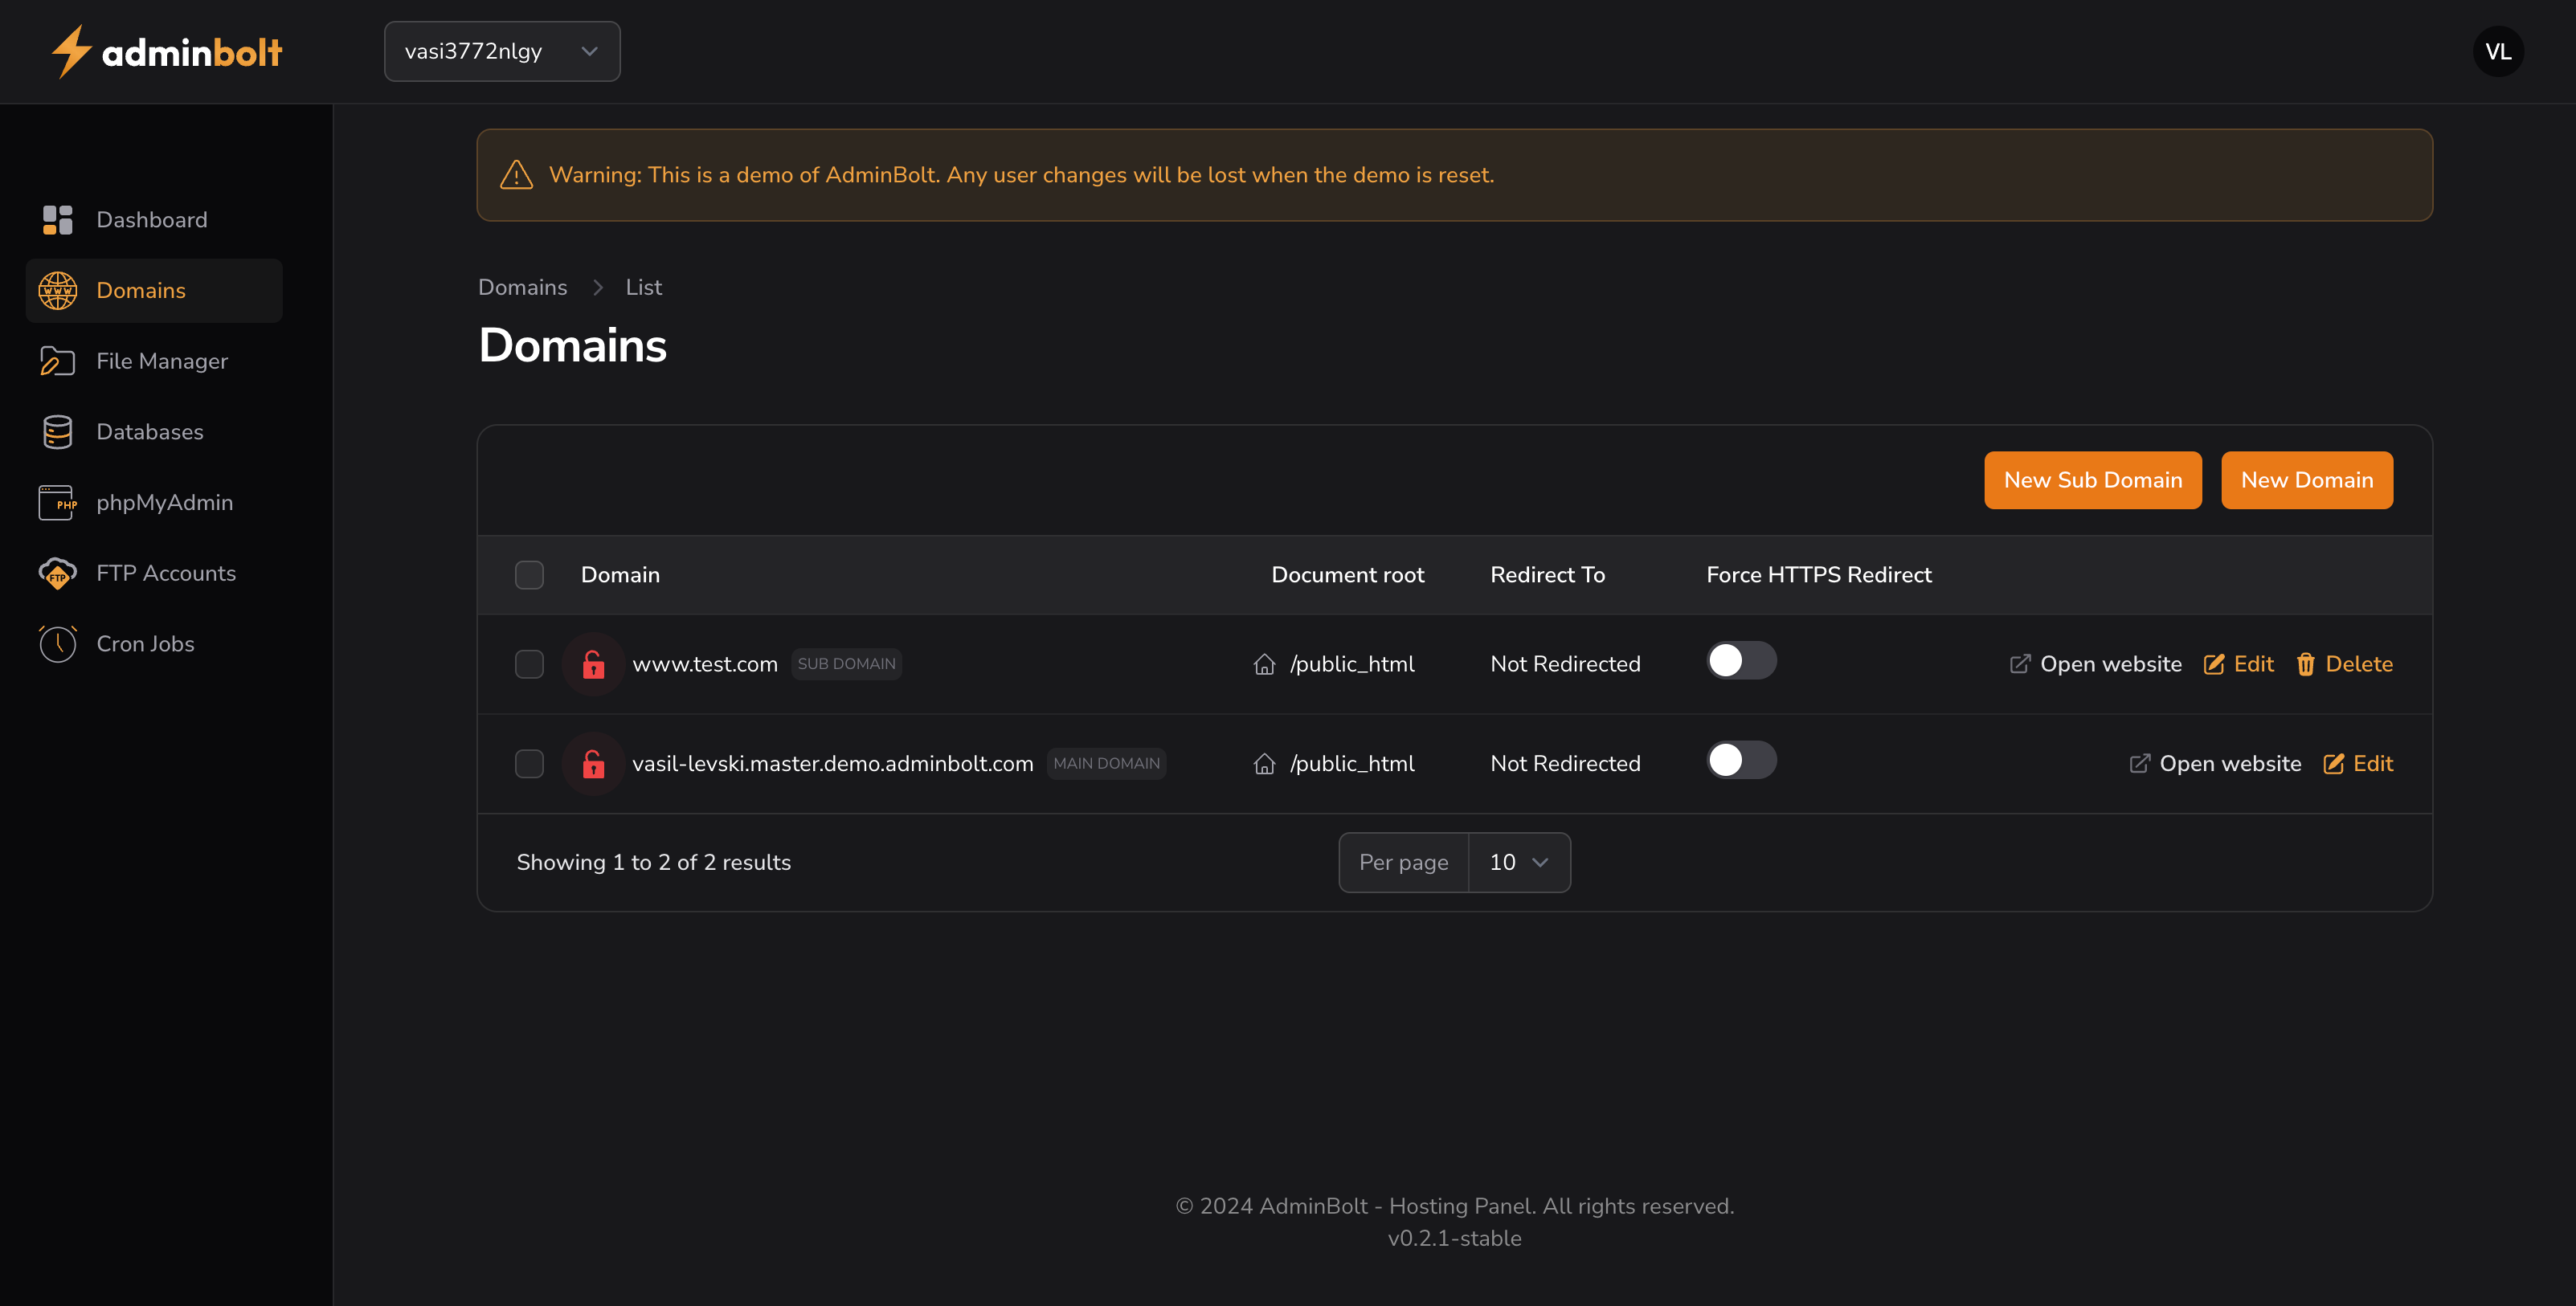 adminbolt
vasi3772nlgy
VL
Warning: This is a demo of AdminBolt. Any user changes will be lost when the demo is reset.
Dashboard
WWW
Domains
File Manager
Databases
PHP
phpMyAdmin
FTP
FTP Accounts
Cron Jobs
Domains > List
Domains
New Sub Domain New Domain
Domain Document root Redirect To Force HTTPS Redirect
www.test.com SUB DOMAIN /public_html Not Redirected Open website Edit Delete
vasil-levski.master.demo.adminbolt.com MAIN DOMAIN /public_html Not Redirected Open website Edit
Showing 1 to 2 of 2 results Per page 10
© 2024 AdminBolt - Hosting Panel. All rights reserved.
v0.2.1-stable